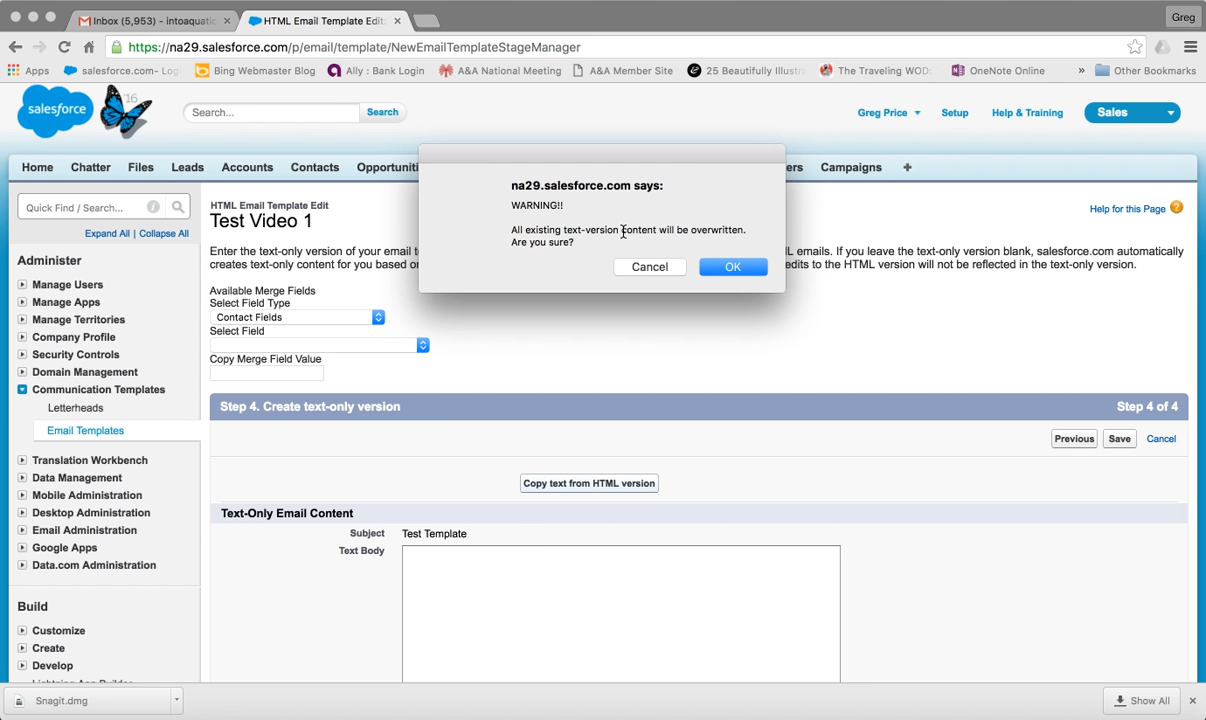 Inbox (5,953) - intoaquatic
HTML Email Template Edit:
Greg
https://na29.salesforce.com/p/email/template/NewEmailTemplateStageManager
Apps
salesforce.com- Log
Bing Webmaster Blog
Ally : Bank Login
A&A National Meeting
A&A Member Site
25 Beautifully Illustr
The Traveling WOD
OneNote Online
»
Other Bookmarks
salesforce
'16
Search...
Search
Greg Price
Setup
Help & Training
Sales
Home
Chatter
Files
Leads
Accounts
Contacts
Opportuniti
ers
Campaigns
+
na29.salesforce.com says:
WARNING!!
All existing text-version content will be overwritten.
Are you sure?
Cancel
OK
Quick Find / Search...
Expand All | Collapse All
Administer
Manage Users
Manage Apps
Manage Territories
Company Profile
Security Controls
Domain Management
Communication Templates
Letterheads
Email Templates
Translation Workbench
Data Management
Mobile Administration
Desktop Administration
Email Administration
Google Apps
Data.com Administration
Build
Customize
Create
Develop
HTML Email Template Edit
Test Video 1
Help for this Page
Enter the text-only version of your email t
L emails. If you leave the text-only version blank, salesforce.com automatically
creates text-only content for you based on
edits to the HTML version will not be reflected in the text-only version.
Available Merge Fields
Select Field Type
Contact Fields
Select Field
Copy Merge Field Value
Step 4. Create text-only version
Step 4 of 4
Previous
Save
Cancel
Copy text from HTML version
Text-Only Email Content
Subject
Test Template
Text Body
Snagit.dmg
Show All